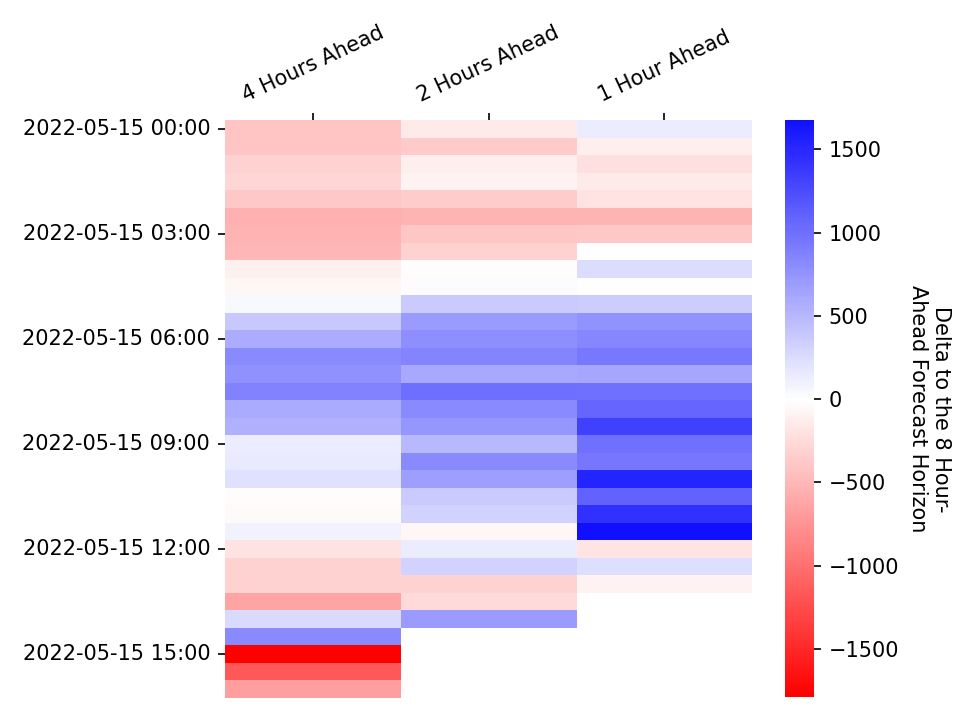 4 Hours Ahead
2 Hours Ahead
1 Hour Ahead
2022-05-15 00:00
2022-05-15 03:00
2022-05-15 06:00
2022-05-15 09:00
2022-05-15 12:00
2022-05-15 15:00
1500
1000
500
0
−500
−1000
−1500
Delta to the 8 Hour-
Ahead Forecast Horizon